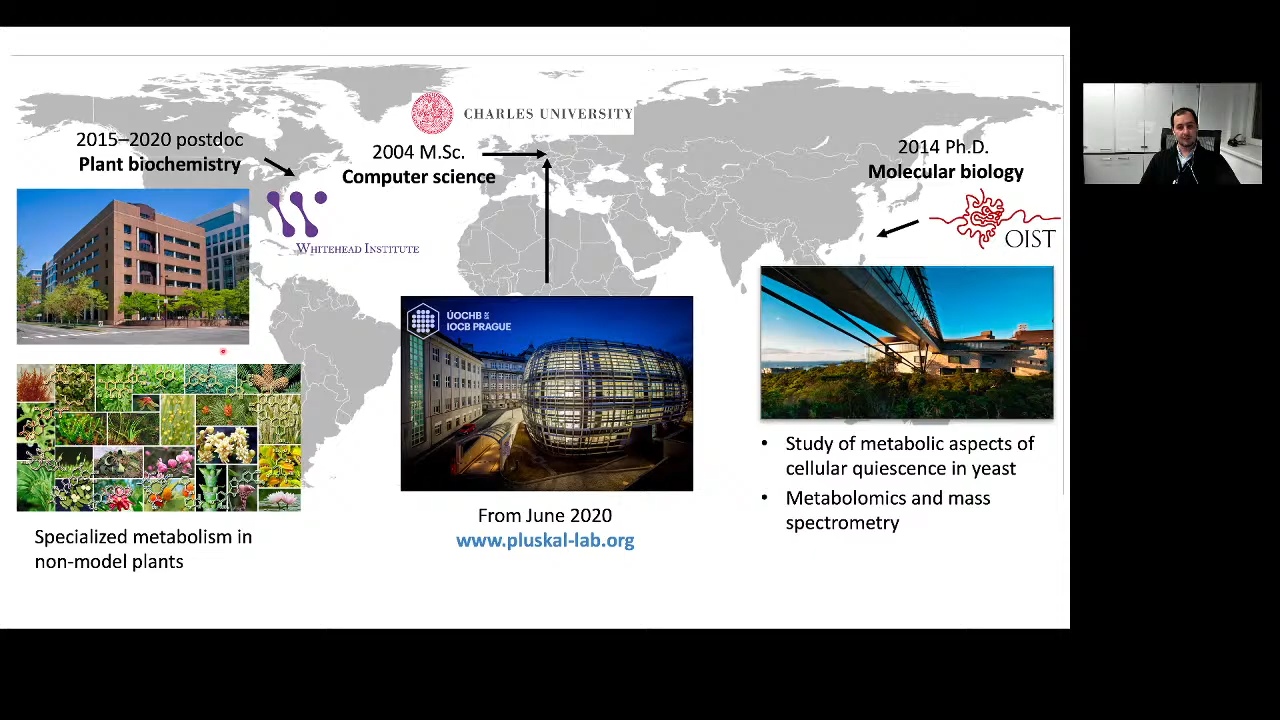 CHARLES UNIVERSITY
2015–2020 postdoc
Plant biochemistry
2004 M.Sc.
Computer science
2014 Ph.D.
Molecular biology
WHITEHEAD INSTITUTE
OIST
ÚOCHB
IOCB PRAGUE
Study of metabolic aspects of
cellular quiescence in yeast
Metabolomics and mass
spectrometry
From June 2020
www.pluskal-lab.org
Specialized metabolism in
non-model plants